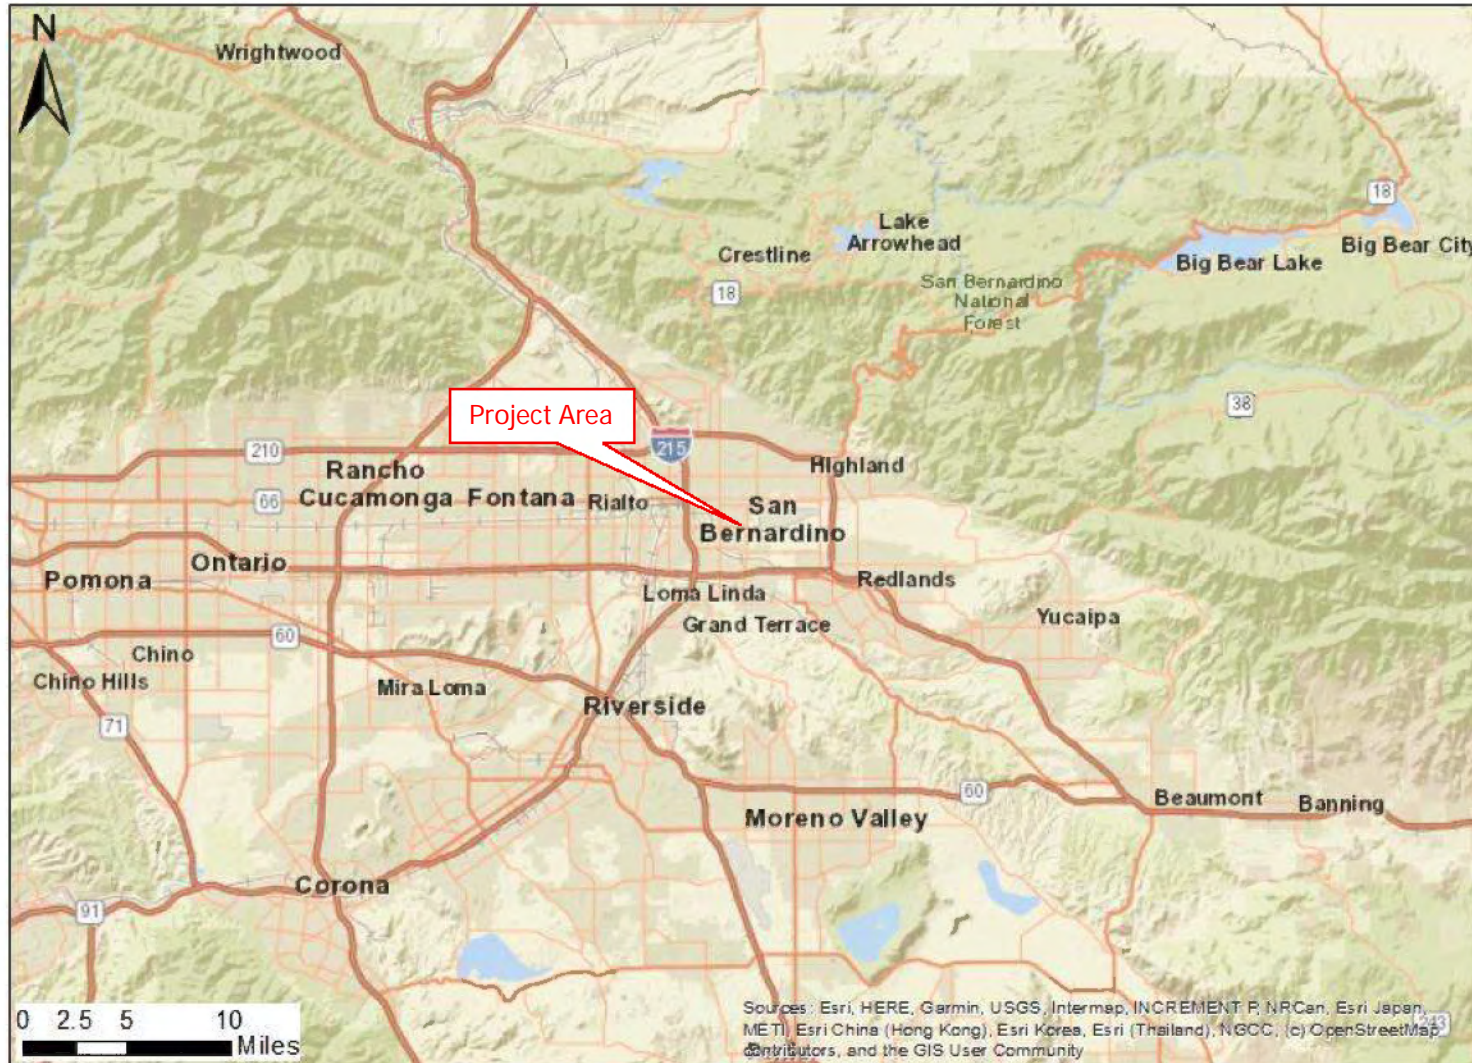 N
Wrightwood
18
Lake
Arrowhead
Crestline
Big Bear City
Big Bear Lake
San Bernardino
National
Forest
18
38
Project Area
215
210
Highland
Rancho
Cucamonga
Fontana
Rialto
66
San
Bernardino
Ontario
Pomona
Loma Linda
Redlands
Grand Terrace
Yucaipa
60
Chino
Chino Hills
Mira Loma
Riverside
71
60
Beaumont
Banning
Moreno Valley
Corona
91
0 2.5 5 10
Miles
Sources: Esri, HERE, Garmin, USGS, Intermap, INCREMENT P, NRCan, Esri Japan,
METI, Esri China (Hong Kong), Esri Korea, Esri (Thailand), NGCC, (c) OpenStreetMap
contributors, and the GIS User Community
243